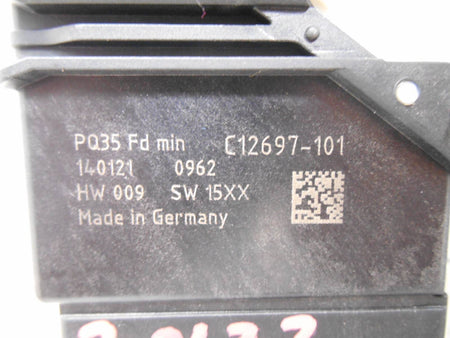 PQ35 Fd min C12697-101
140121 0962
HW 009 SW 15XX
Made in Germany